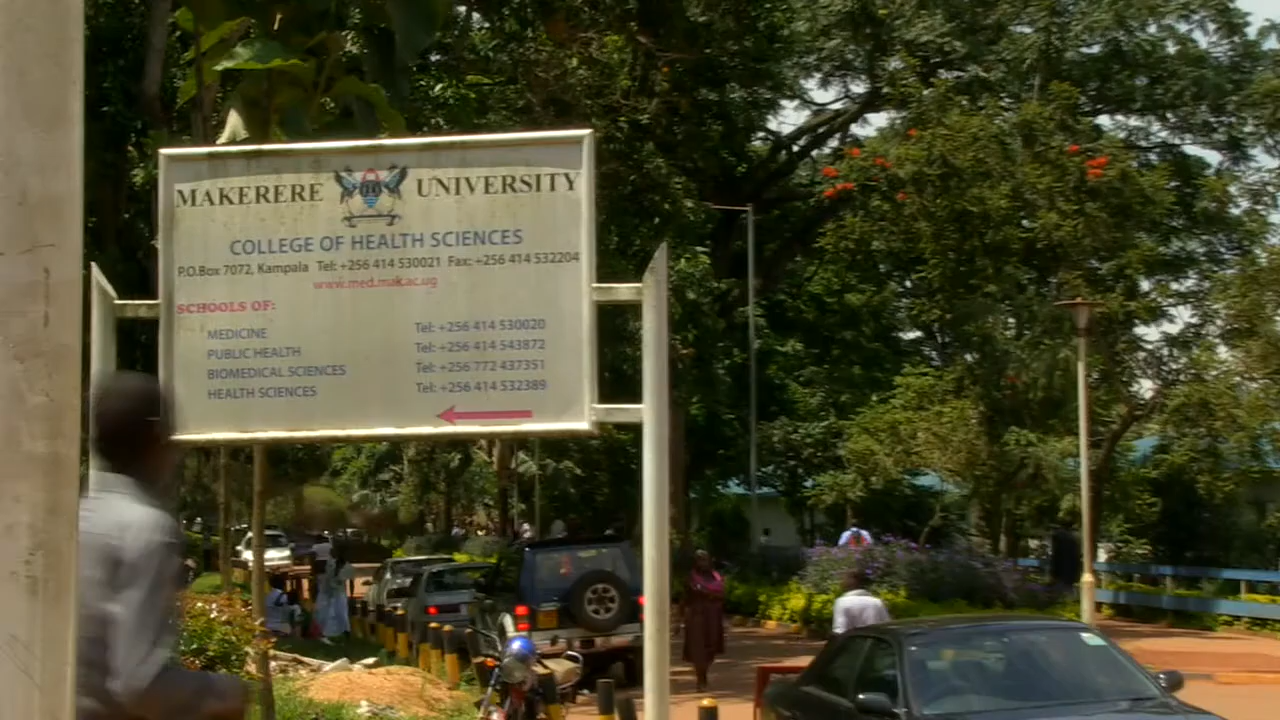 MAKERERE UNIVERSITY
COLLEGE OF HEALTH SCIENCES
P.O.Box 7072, Kampala Tel: +256 414 530021 Fax: +256 414 532204
www.med.mak.ac.ug
SCHOOLS OF:
MEDICINE Tel: +256 414 530020
PUBLIC HEALTH Tel: +256 414 543872
BIOMEDICAL SCIENCES Tel: +256 772 437351
HEALTH SCIENCES Tel: +256 414 532389